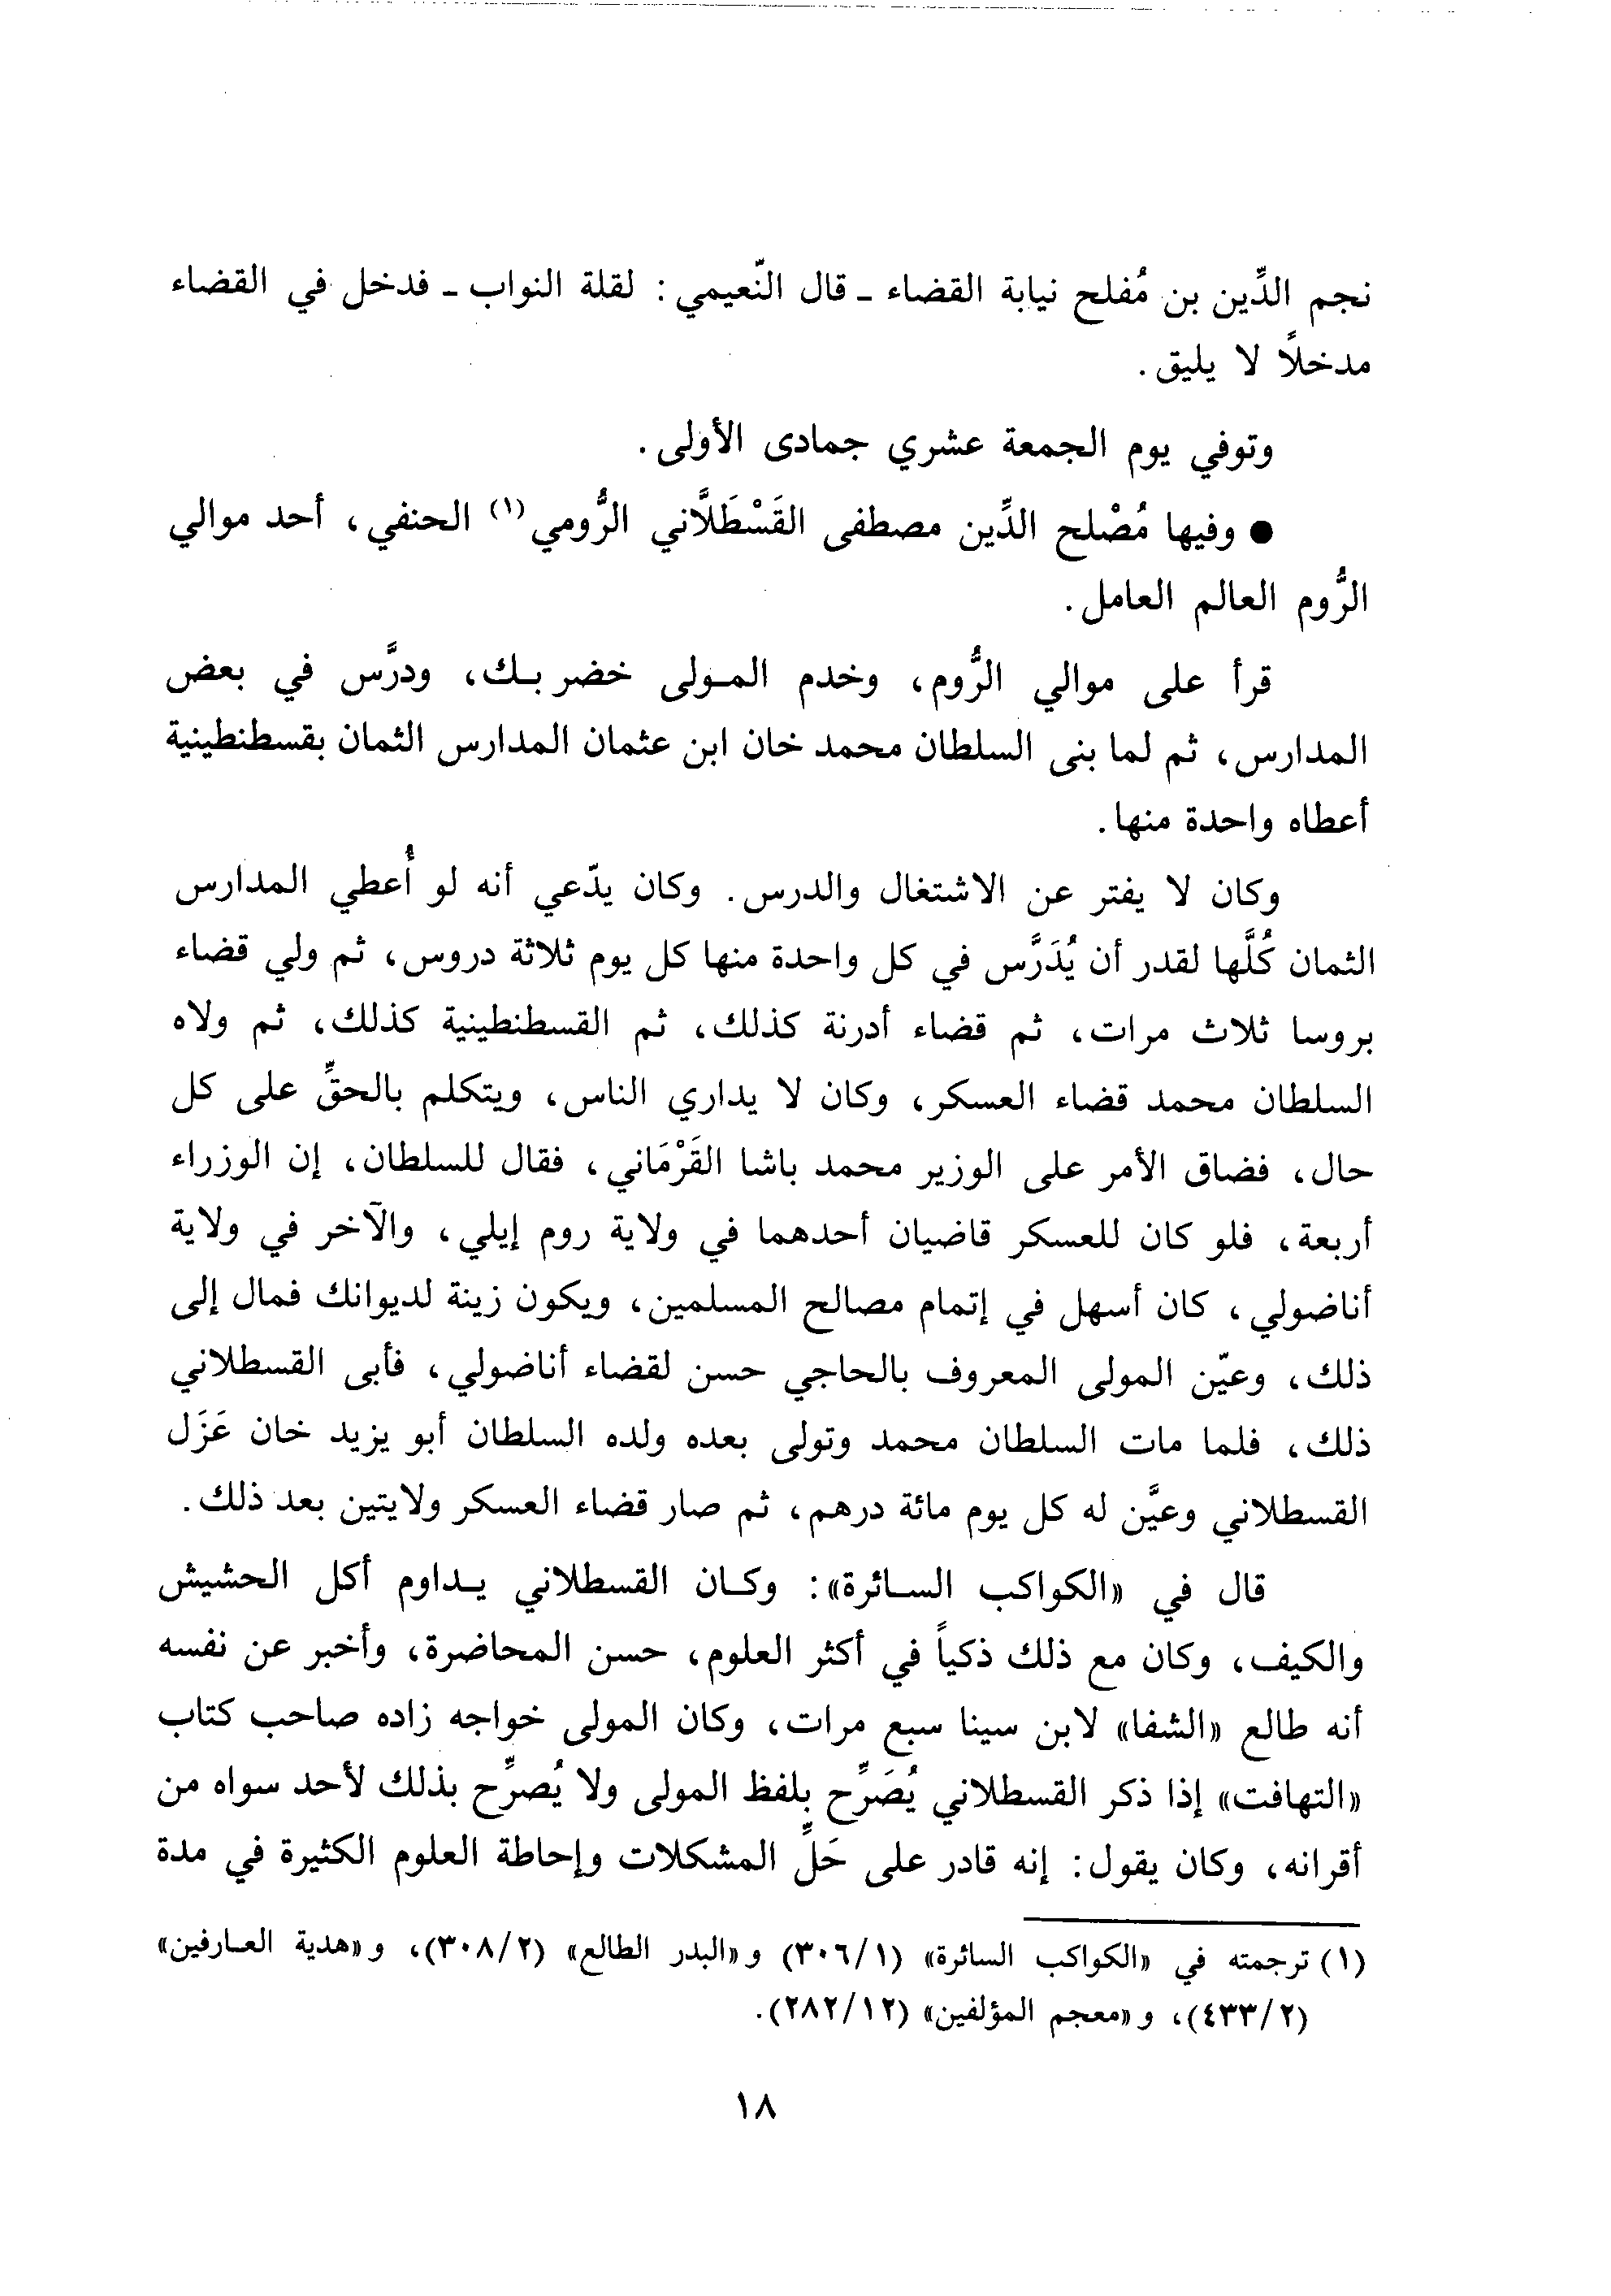 نجم الدِّين بن مُفلح نيابة القضاء ـ قال النّعيمي: لقلة النواب ـ فدخل في القضاء
مدخلاً لا يليق.
وتوفي يوم الجمعة عشري جمادى الأولى.
● وفيها مُصْلح الدِّين مصطفى القَسْطَلَّاني الرُّومي (١) الحنفي، أحد موالي
الرُّوم العالم العامل.
قرأ على موالي الرُّوم، وخدم المولى خضر بك، ودرَّس في بعض
المدارس، ثم لما بنى السلطان محمد خان ابن عثمان المدارس الثمان بقسطنطينية
أعطاه واحدة منها.
وكان لا يفتر عن الاشتغال والدرس. وكان يدّعي أنه لو أُعطي المدارس
الثمان كُلَّها لقدر أن يُدَرَّس في كل واحدة منها كل يوم ثلاثة دروس، ثم ولي قضاء
بروسا ثلاث مرات، ثم قضاء أدرنة كذلك، ثم القسطنطينية كذلك، ثم ولاه
السلطان محمد قضاء العسكر، وكان لا يداري الناس، ويتكلم بالحقِّ على كل
حال، فضاق الأمر على الوزير محمد باشا القَرْمَاني، فقال للسلطان، إن الوزراء
أربعة، فلو كان للعسكر قاضيان أحدهما في ولاية روم إيلي، والآخر في ولاية
أناضولي، كان أسهل في إتمام مصالح المسلمين، ويكون زينة لديوانك فمال إلى
ذلك، وعيّن المولى المعروف بالحاجي حسن لقضاء أناضولي، فأبى القسطلاني
ذلك، فلما مات السلطان محمد وتولى بعده ولده السلطان أبو يزيد خان عَزَل
القسطلاني وعيَّن له كل يوم مائة درهم، ثم صار قضاء العسكر ولايتين بعد ذلك.
قال في «الكواكب السائرة»: وكان القسطلاني يداوم أكل الحشيش
والكيف، وكان مع ذلك ذكياً في أكثر العلوم، حسن المحاضرة، وأخبر عن نفسه
أنه طالع «الشفا» لابن سينا سبع مرات، وكان المولى خواجه زاده صاحب كتاب
«التهافت» إذا ذكر القسطلاني يُصَرِّح بلفظ المولى ولا يُصرِّح بذلك لأحد سواه من
أقرانه، وكان يقول: إنه قادر على حَلِّ المشكلات وإحاطة العلوم الكثيرة في مدة
(١) ترجمته في «الكواكب السائرة» (٣٠٦/١) و «البدر الطالع» (٣٠٨/٢)، و «هدية العارفين»
(٤٣٣/٢)، و «معجم المؤلفين» (٢٨٢/١٢).
١٨